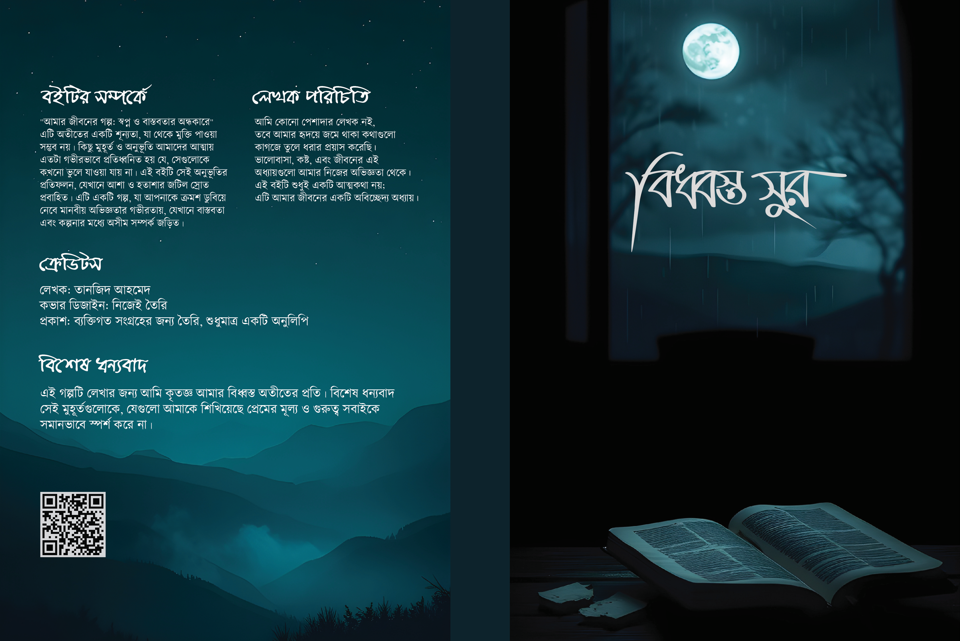 বইটির সম্পর্কে
"আমার জীবনের গল্প: স্বপ্ন ও বাস্তবতার অন্ধকারে"
এটি অতীতের একটি শূন্যতা, যা থেকে মুক্তি পাওয়া
সম্ভব নয়। কিছু মুহূর্ত ও অনুভূতি আমাদের আত্মায়
এতটা গভীরভাবে প্রতিধ্বনিত হয় যে, সেগুলোকে
কখনো ভুলে যাওয়া যায় না। এই বইটি সেই অনুভূতির
প্রতিফলন, যেখানে আশা ও হতাশার জটিল স্রোত
প্রবাহিত। এটি একটি গল্প, যা আপনাকে ক্রমশ ডুবিয়ে
নেবে মানবীয় অভিজ্ঞতার গভীরতায়, যেখানে বাস্তবতা
এবং কল্পনার মধ্যে অসীম সম্পর্ক জড়িত।
লেখক পরিচিতি
আমি কোনো পেশাদার লেখক নই,
তবে আমার হৃদয়ে জমে থাকা কথাগুলো
কাগজে তুলে ধরার প্রয়াস করেছি।
ভালোবাসা, কষ্ট, এবং জীবনের এই
অধ্যায়গুলো আমার নিজের অভিজ্ঞতা থেকে।
এই বইটি শুধুই একটি আত্মকথা নয়;
এটি আমার জীবনের একটি অবিচ্ছেদ্য অধ্যায়।
ক্রেডিটস
লেখক: তানজিদ আহমেদ
কভার ডিজাইন: নিজেই তৈরি
প্রকাশ: ব্যক্তিগত সংগ্রহের জন্য তৈরি, শুধুমাত্র একটি অনুলিপি
বিশেষ ধন্যবাদ
এই গল্পটি লেখার জন্য আমি কৃতজ্ঞ আমার বিধ্বস্ত অতীতের প্রতি। বিশেষ ধন্যবাদ
সেই মুহূর্তগুলোকে, যেগুলো আমাকে শিখিয়েছে প্রেমের মূল্য ও গুরুত্ব সবাইকে
সমানভাবে স্পর্শ করে না।
বিধ্বস্ত সুর